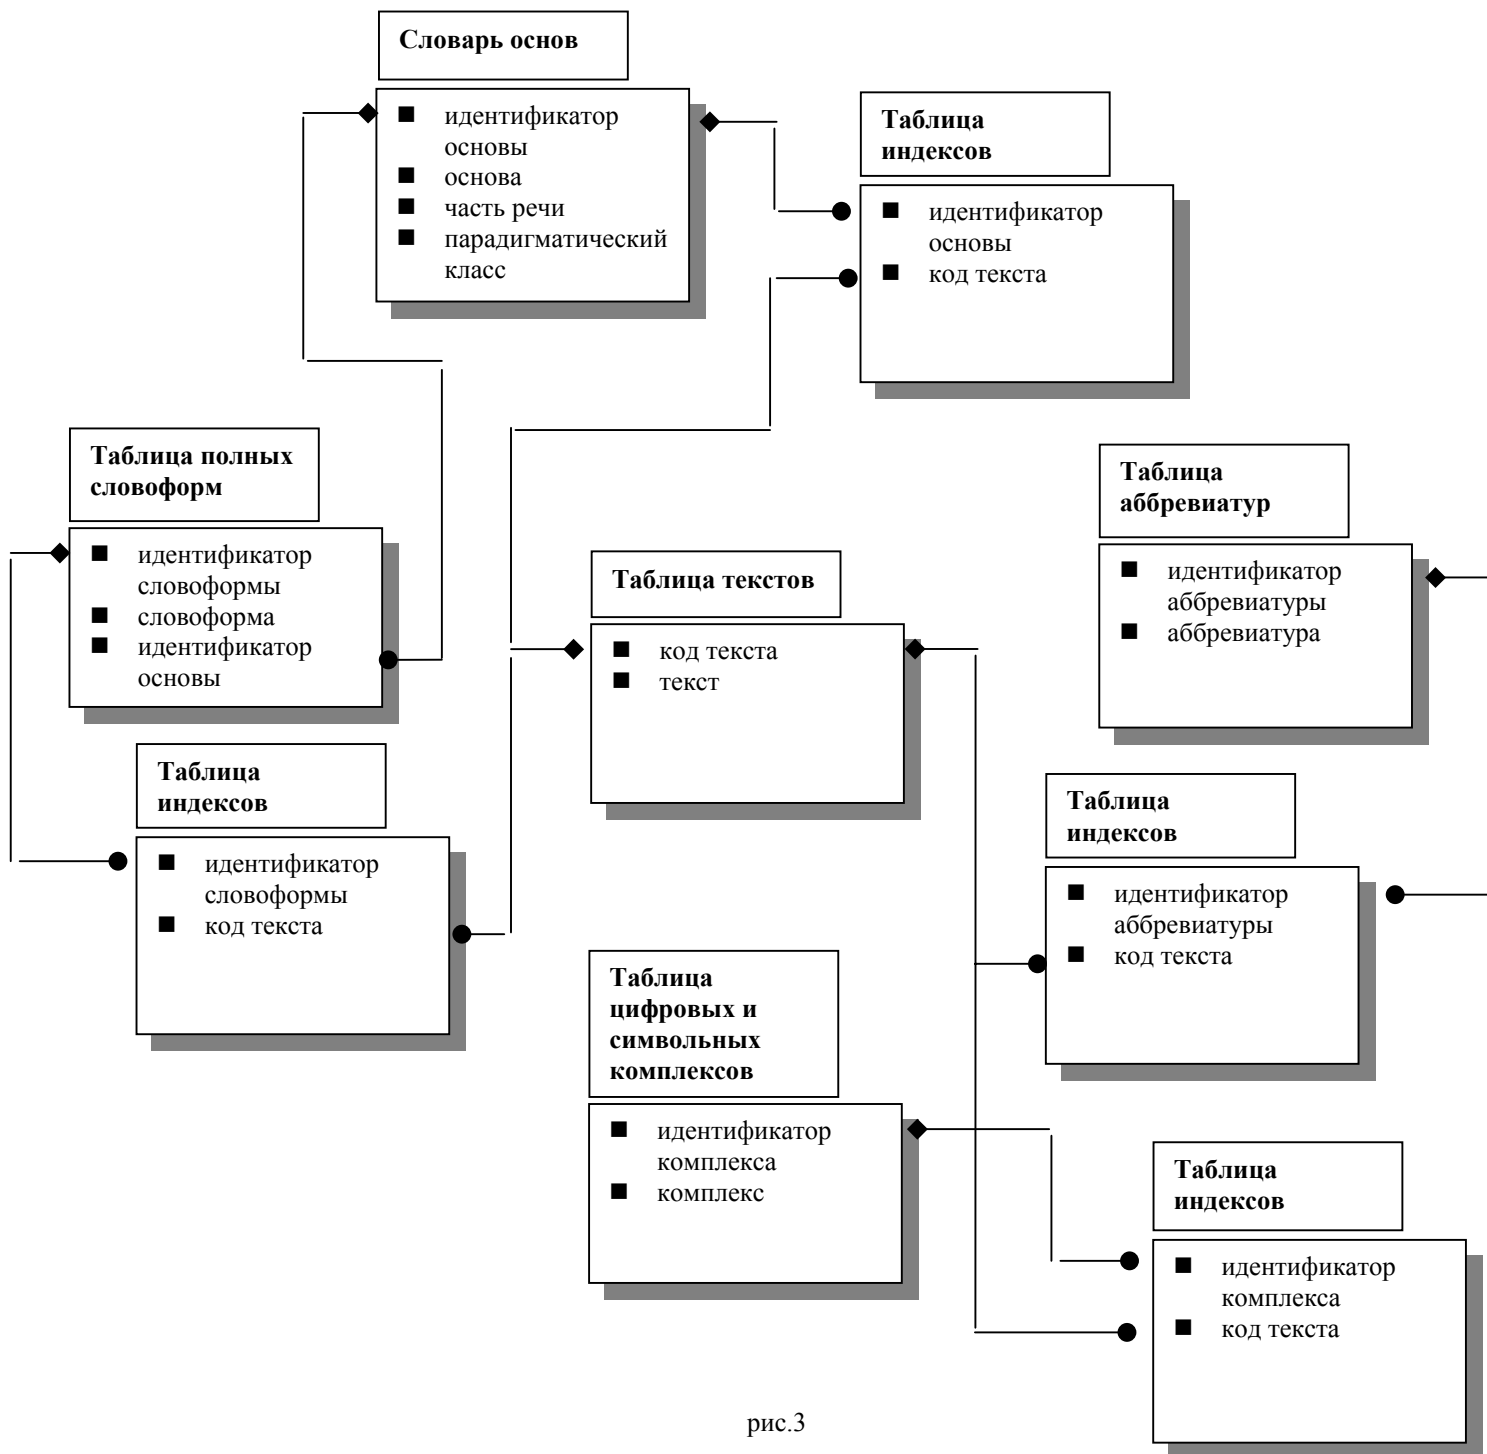 Словарь основ
идентификатор
основы
основа
часть речи
парадигматический
класс
Таблица
индексов
идентификатор
основы
код текста
Таблица полных
словоформ
идентификатор
словоформы
словоформа
идентификатор
основы
Таблица текстов
код текста
текст
Таблица
аббревиатур
идентификатор
аббревиатуры
аббревиатура
Таблица
индексов
идентификатор
словоформы
код текста
Таблица
индексов
идентификатор
аббревиатуры
код текста
Таблица
цифровых и
символьных
комплексов
идентификатор
комплекса
комплекс
Таблица
индексов
идентификатор
комплекса
код текста
рис.3